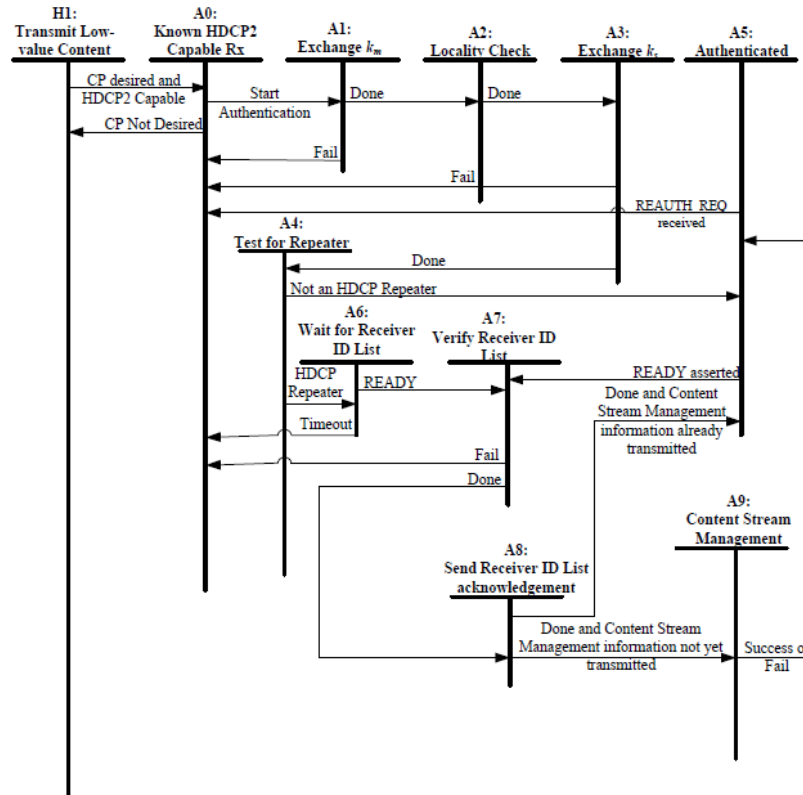 H1:
Transmit Low-
value Content
A0:
Known HDCP2
Capable Rx
A1:
Exchange km
A2:
Locality Check
A3:
Exchange ks
A5:
Authenticated
CP desired and
HDCP2 Capable
Start
Authentication
Done
Done
CP Not Desired
Fail
Fail
REAUTH_REQ
received
A4:
Test for Repeater
Done
Not an HDCP Repeater
A6:
Wait for Receiver
ID List
A7:
Verify Receiver ID
List
HDCP
Repeater
READY
READY asserted
Done and Content
Stream Management
information already
transmitted
Timeout
Fail
Done
A9:
Content Stream
Management
A8:
Send Receiver ID List
acknowledgement
Done and Content Stream
Management information not yet
transmitted
Success o
Fail